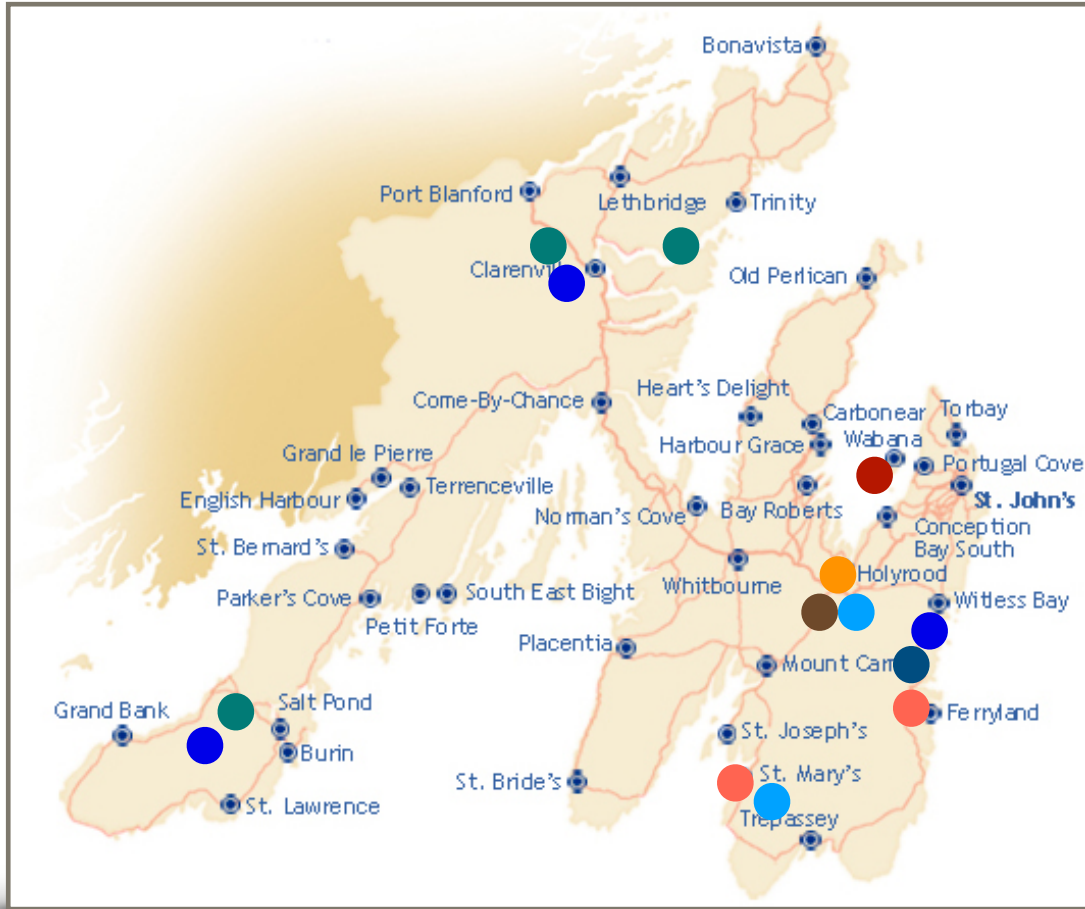 Bonavista
Port Blanford
Lethbridge
Trinity
Old Perlican
Come-By-Chance
Heart's Delight
Carbonear
Torbay
Harbour Grace
Wabana
Grand le Pierre
Portugal Cove
English Harbour
Terrenceville
St. John's
Norman's Cove
Bay Roberts
Conception
Bay South
St. Bernard's
Whitbourne
Holyrood
Parker's Cove
South East Bight
Witless Bay
Petit Forte
Placentia
Mount
Grand Bank
Salt Pond
Ferryland
St. Joseph's
Burin
St. Mary's
St. Bride's
St. Lawrence
Trepassey